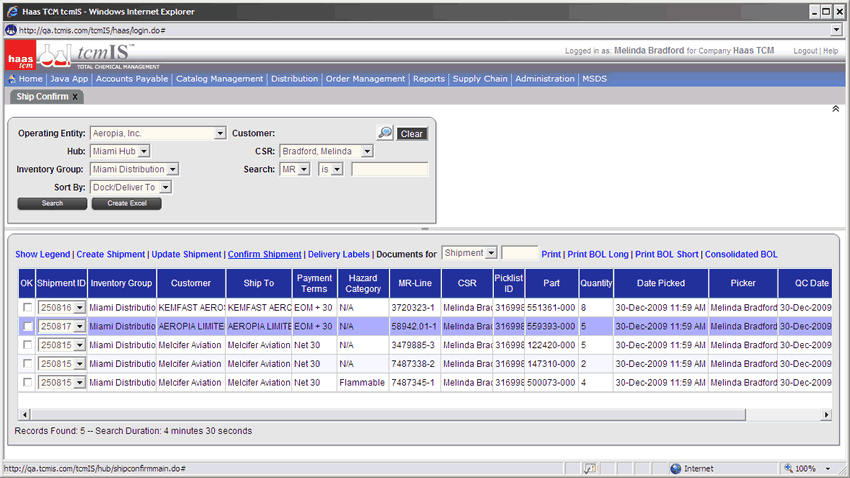 Haas TCM tcmIS - Windows Internet Explorer
http://qa.tcmis.com/tcmIS/haas/login.do#
haas tcm tcmIS™ TOTAL CHEMICAL MANAGEMENT Logged in as: Melinda Bradford for Company Haas TCM Logout | Help
Home | Java App | Accounts Payable | Catalog Management | Distribution | Order Management | Reports | Supply Chain | Administration | MSDS
Ship Confirm X
Operating Entity: Aeropia, Inc. Customer: Clear
Hub: Miami Hub CSR: Bradford, Melinda
Inventory Group: Miami Distribution Search: MR is
Sort By: Dock/Deliver To
Search Create Excel
Show Legend | Create Shipment | Update Shipment | Confirm Shipment | Delivery Labels | Documents for Shipment Print | Print BOL Long | Print BOL Short | Consolidated BOL
OK Shipment ID Inventory Group Customer Ship To Payment Terms Hazard Category MR-Line CSR Picklist ID Part Quantity Date Picked Picker QC Date
250816 Miami Distributio KEMFAST AEROS KEMFAST AERO EOM + 30 N/A 3720323-1 Melinda Brad 316998 551361-000 8 30-Dec-2009 11:59 AM Melinda Bradford 30-Dec-2009
250817 Miami Distributio AEROPIA LIMITE AEROPIA LIMITE EOM + 30 N/A 58942.01-1 Melinda Brad 316998 559393-000 5 30-Dec-2009 11:59 AM Melinda Bradford 30-Dec-2009
250815 Miami Distributio Melcifer Aviation Melcifer Aviation Net 30 N/A 3479885-3 Melinda Brad 316998 122420-000 5 30-Dec-2009 11:59 AM Melinda Bradford 30-Dec-2009
250815 Miami Distributio Melcifer Aviation Melcifer Aviation Net 30 N/A 7487338-2 Melinda Brad 316998 147310-000 2 30-Dec-2009 11:59 AM Melinda Bradford 30-Dec-2009
250815 Miami Distributio Melcifer Aviation Melcifer Aviation Net 30 Flammable 7487345-1 Melinda Brad 316998 500073-000 4 30-Dec-2009 11:59 AM Melinda Bradford 30-Dec-2009
Records Found: 5 -- Search Duration: 4 minutes 30 seconds
http://qa.tcmis.com/tcmIS/hub/shipconfirmmain.do# Internet 100%